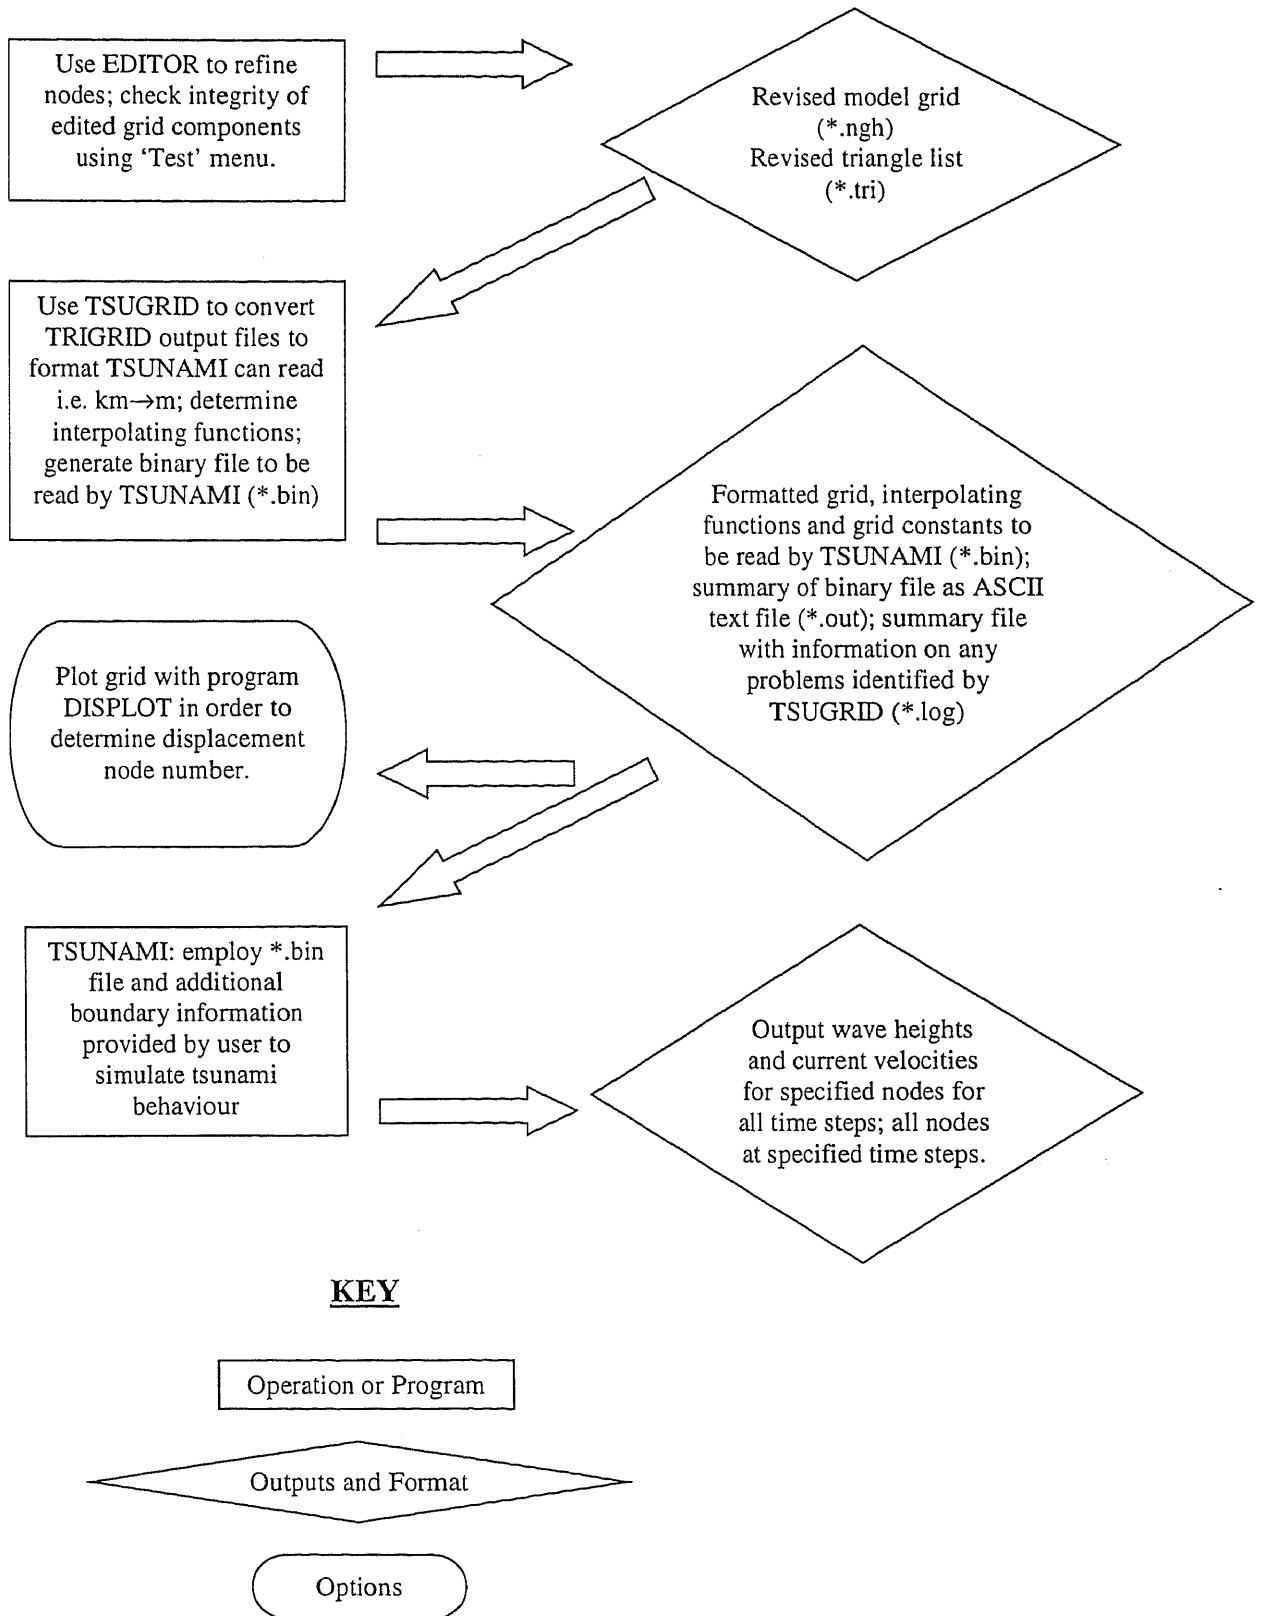 Use EDITOR to refine
nodes; check integrity of
edited grid components
using ‘Test’ menu.
Revised model grid
(*.ngh)
Revised triangle list
(*.tri)
Use TSUGRID to convert
TRIGRID output files to
format TSUNAMI can read
i.e. km→m; determine
interpolating functions;
generate binary file to be
read by TSUNAMI (*.bin)
Formatted grid, interpolating
functions and grid constants to
be read by TSUNAMI (*.bin);
summary of binary file as ASCII
text file (*.out); summary file
with information on any
problems identified by
TSUGRID (*.log)
Plot grid with program
DISPLOT in order to
determine displacement
node number.
TSUNAMI: employ *.bin
file and additional
boundary information
provided by user to
simulate tsunami
behaviour
Output wave heights
and current velocities
for specified nodes for
all time steps; all nodes
at specified time steps.
KEY
Operation or Program
Outputs and Format
Options